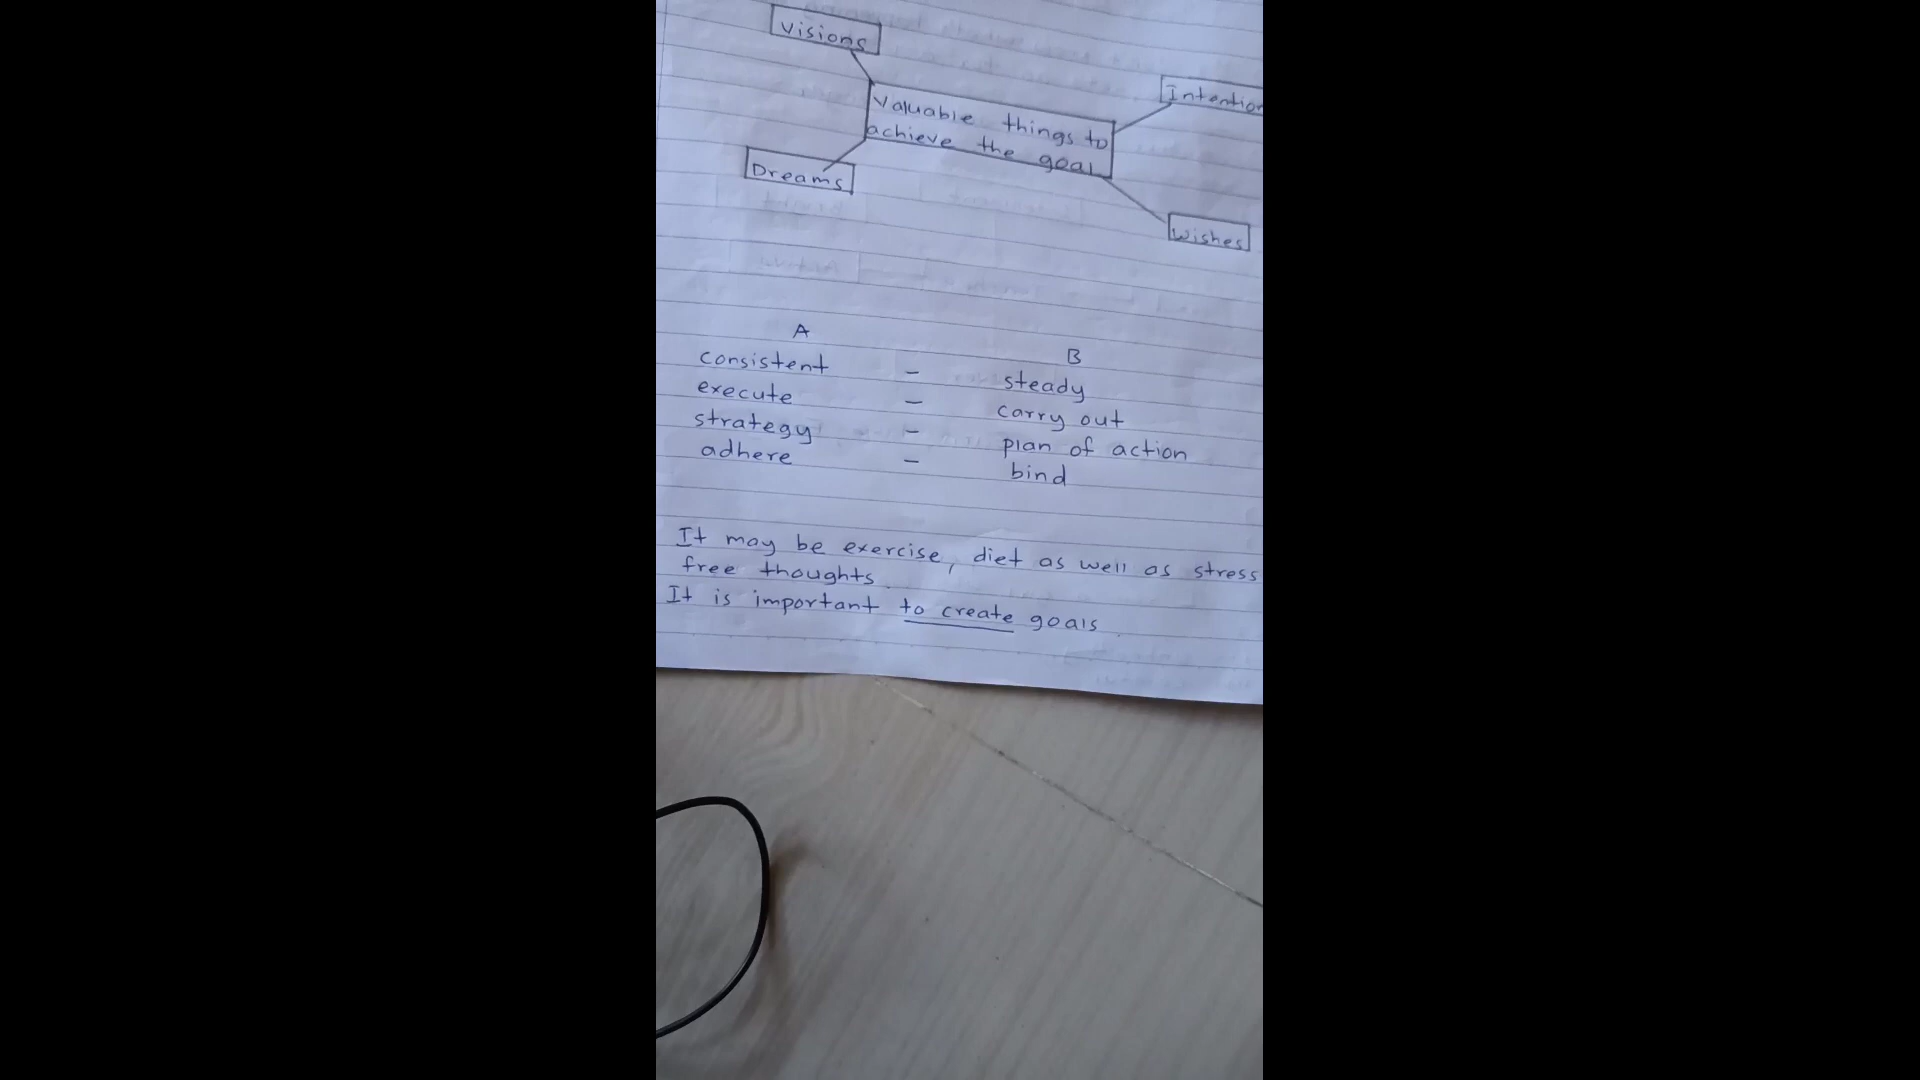 Visions
Intention
Valuable things to
achieve the goal
Dreams
Wishes
A
B
consistent - steady
execute - carry out
strategy - plan of action
adhere - bind
It may be exercise, diet as well as stress
free thoughts
It is important to create goals